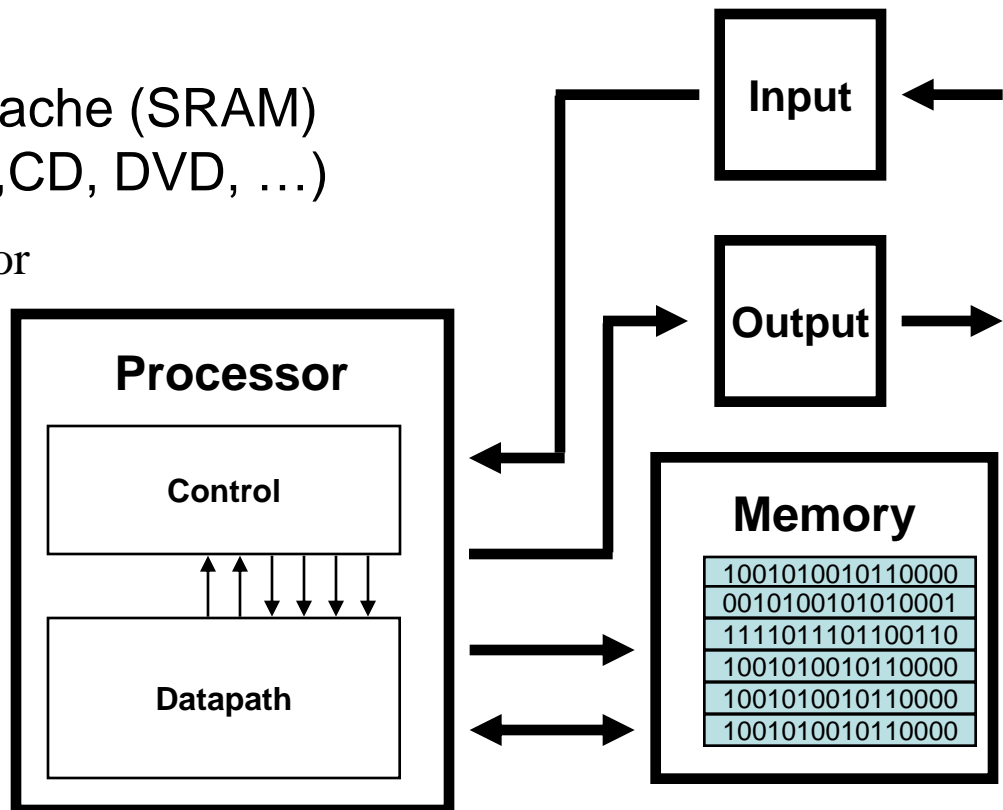 ache (SRAM)
,CD, DVD, …)
or
Input
Output
Processor
Control
Datapath
Memory
1001010010110000
0010100101010001
1111011101100110
1001010010110000
1001010010110000
1001010010110000